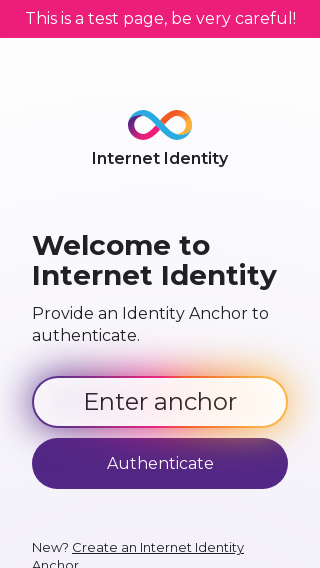 This is a test page, be very careful!
Internet Identity
Welcome to
Internet Identity
Provide an Identity Anchor to
authenticate.
Enter anchor
Authenticate
New? Create an Internet Identity
Anchor